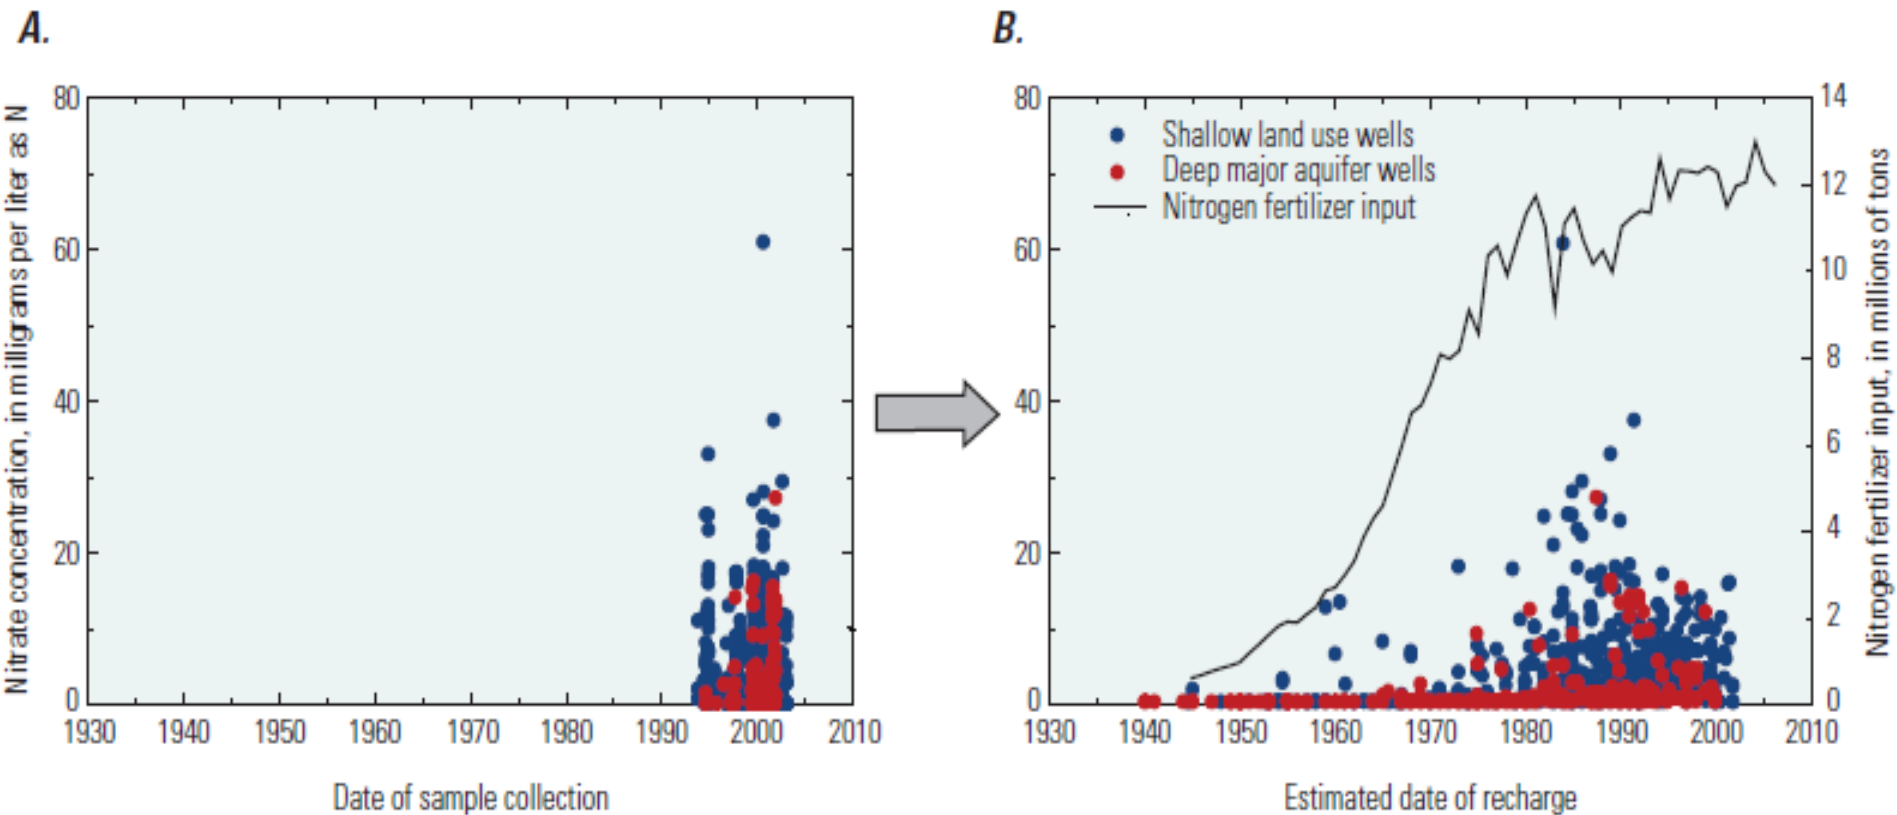 A.
B.
Nitrate concentration, in milligrams per liter as N
80
60
40
20
0
1930 1940 1950 1960 1970 1980 1990 2000 2010
Date of sample collection
80
60
40
20
0
Shallow land use wells
Deep major aquifer wells
Nitrogen fertilizer input
14
12
10
8
6
4
2
0
Nitrogen fertilizer input, in millions of tons
1930 1940 1950 1960 1970 1980 1990 2000 2010
Estimated date of recharge